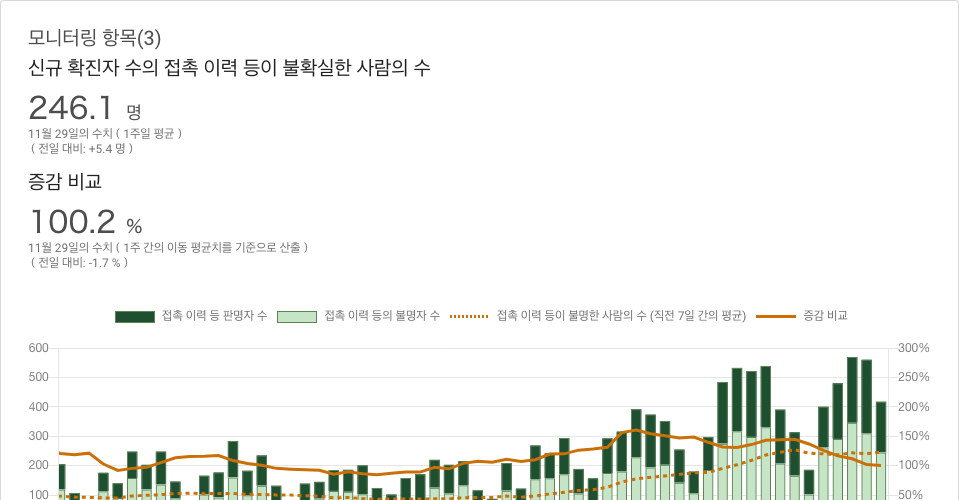 모니터링 항목(3)
신규 확진자 수의 접촉 이력 등이 불확실한 사람의 수
246.1 명
11월 29일의 수치 ( 1주일 평균 )
( 전일 대비: +5.4 명 )
증감 비교
100.2 %
11월 29일의 수치 ( 1주 간의 이동 평균치를 기준으로 산출 )
( 전일 대비: -1.7 % )
접촉 이력 등 판명자 수 접촉 이력 등의 불명자 수 접촉 이력 등이 불명한 사람의 수 (직전 7일 간의 평균) 증감 비교
600 300%
500 250%
400 200%
300 150%
200 100%
100 50%